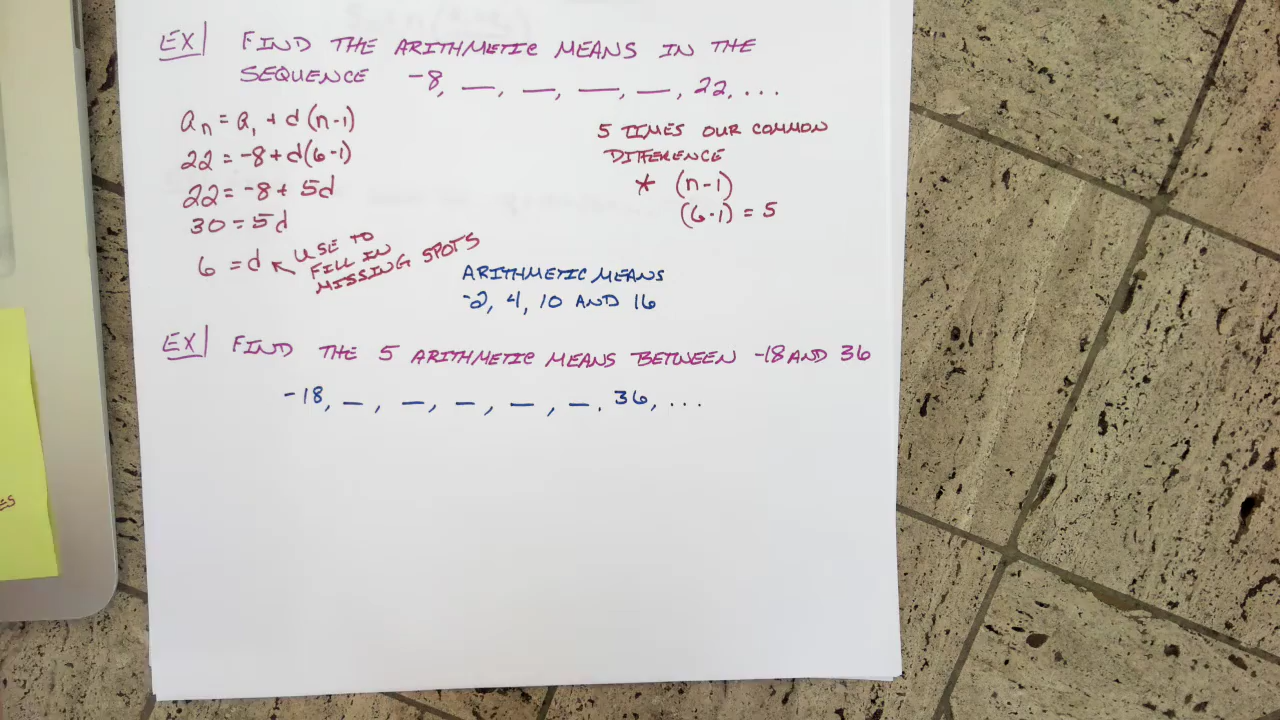 EX| FIND THE ARITHMETIC MEANS IN THE
SEQUENCE -8, __, __, __, __, 22, ...
aₙ = a₁ + d(n-1)
22 = -8 + d(6-1)
22 = -8 + 5d
30 = 5d
6 = d ← USE TO
FILL IN
MISSING SPOTS
5 TIMES OUR COMMON
DIFFERENCE
* (n-1)
(6-1) = 5
ARITHMETIC MEANS
-2, 4, 10 AND 16
EX| FIND THE 5 ARITHMETIC MEANS BETWEEN -18 AND 36
-18, __, __, __, __, __, 36, ...
ES